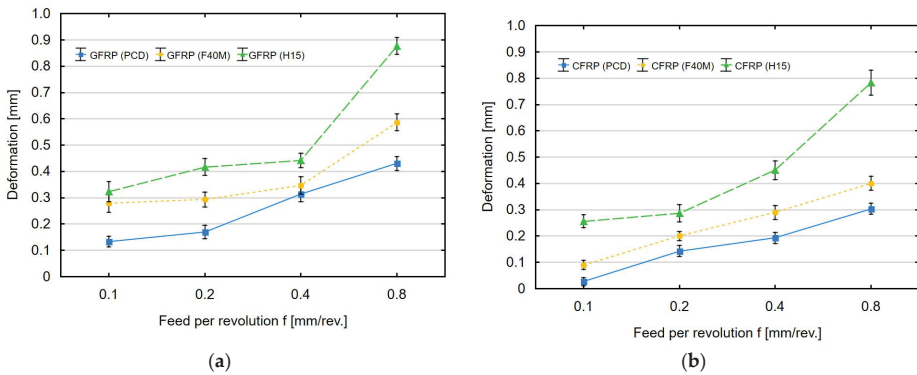 1
0.9
0.8
0.7
0.6
0.5
0.4
0.3
0.2
0.1
0
Deformation [mm]
GFRP (PCD) GFRP (F40M) GFRP (H15)
0.1 0.2 0.4 0.8
Feed per revolution f [mm/rev.]
(a)
1
0.9
0.8
0.7
0.6
0.5
0.4
0.3
0.2
0.1
0
Deformation [mm]
CFRP (PCD) CFRP (F40M) CFRP (H15)
0.1 0.2 0.4 0.8
Feed per revolution f [mm/rev.]
(b)